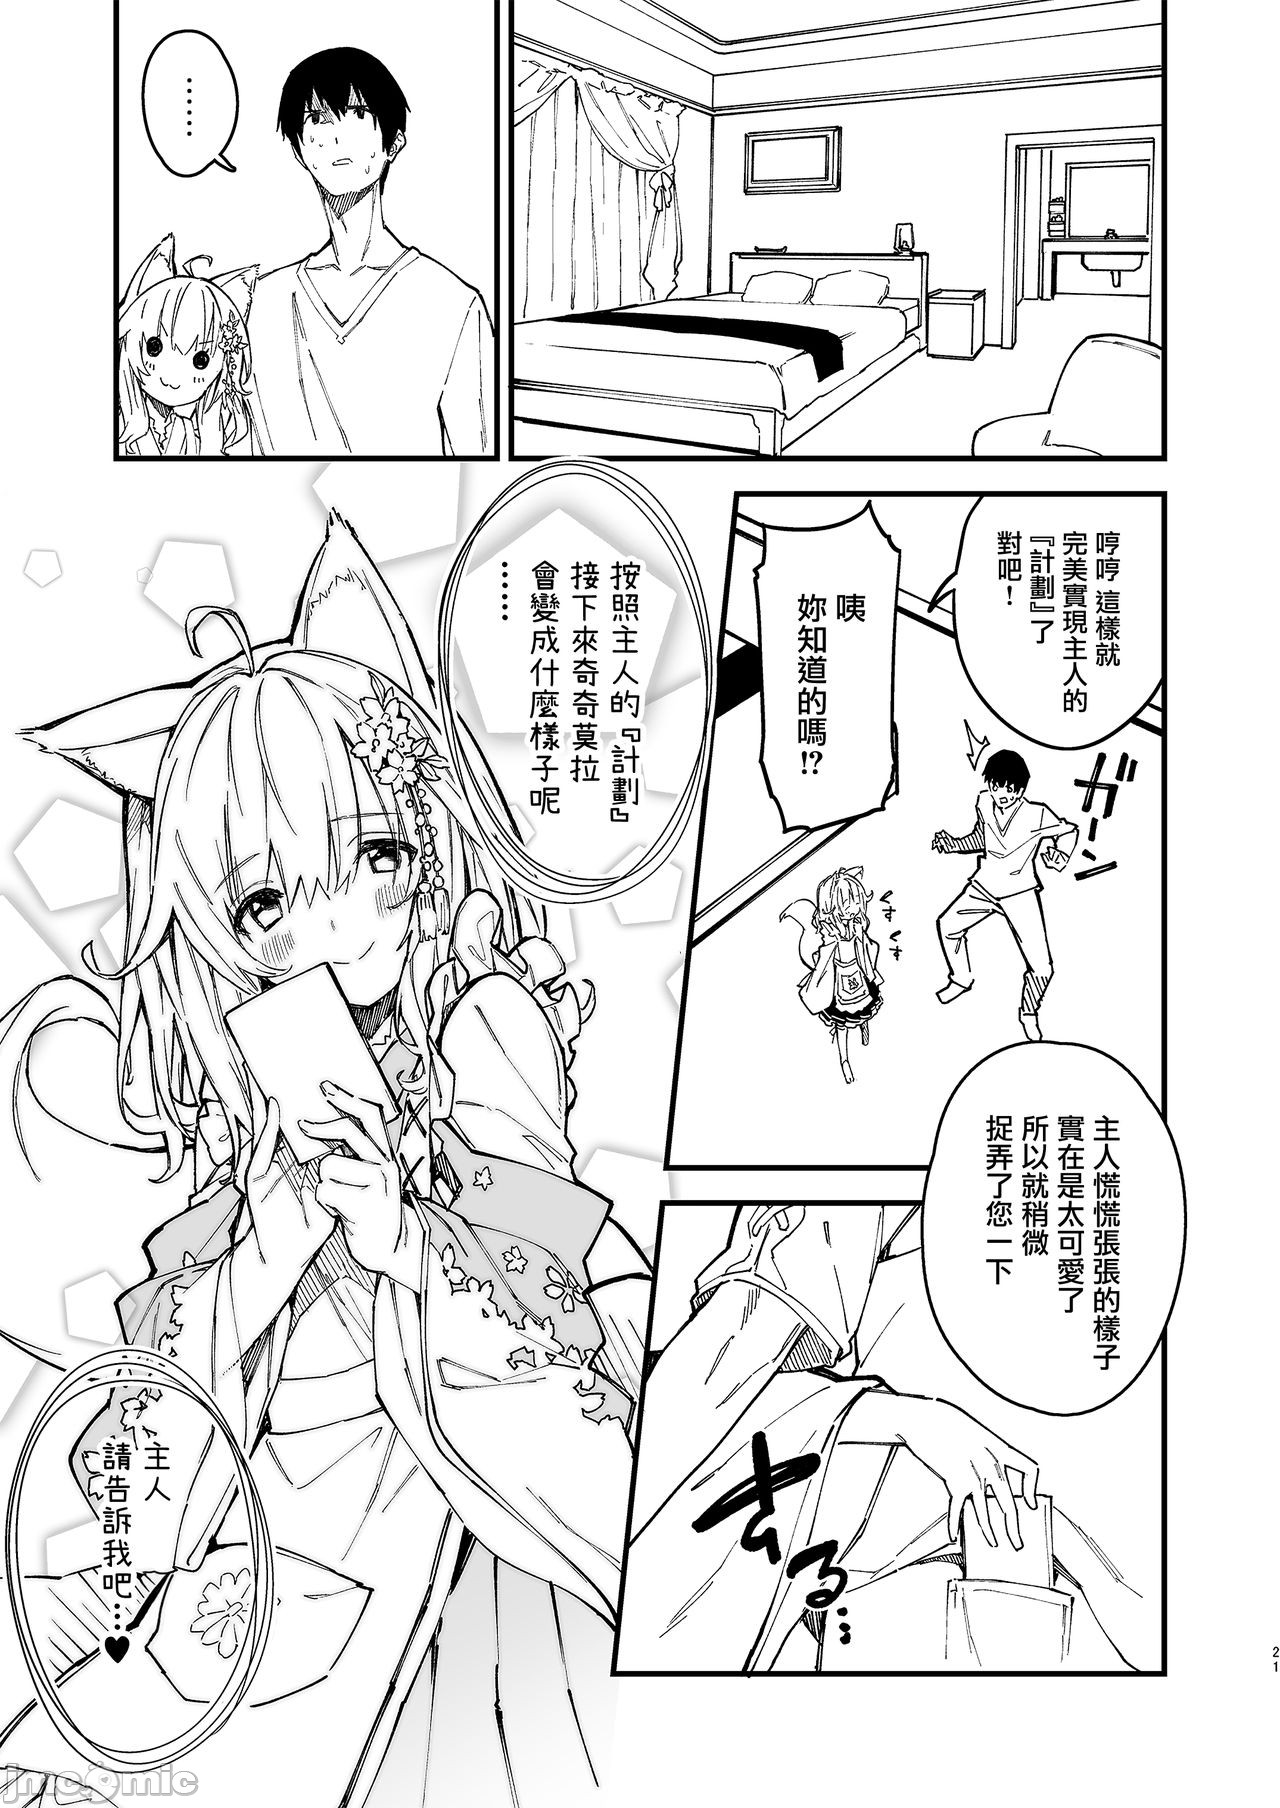 ……
哼哼 這樣就
完美實現主人的
『計劃』了
對吧！
咦
妳知道的嗎!?
ガーン
くすくす
主人慌慌張張的樣子
實在是太可愛了
所以就稍微
捉弄了您一下
按照主人的『計劃』
接下來奇奇莫拉
會變成什麼樣子呢
……
主人
請告訴我吧…♥
21
jmcomic